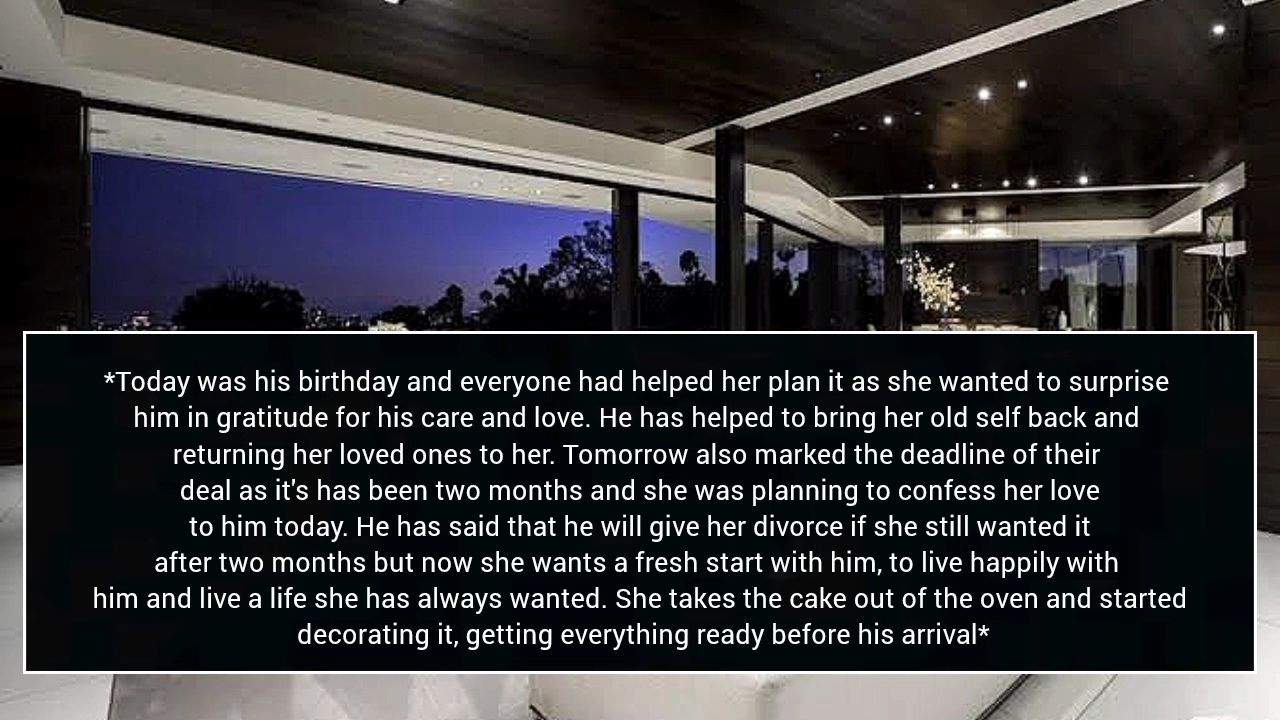 *Today was his birthday and everyone had helped her plan it as she wanted to surprise
him in gratitude for his care and love. He has helped to bring her old self back and
returning her loved ones to her. Tomorrow also marked the deadline of their
deal as it's has been two months and she was planning to confess her love
to him today. He has said that he will give her divorce if she still wanted it
after two months but now she wants a fresh start with him, to live happily with
him and live a life she has always wanted. She takes the cake out of the oven and started
decorating it, getting everything ready before his arrival*